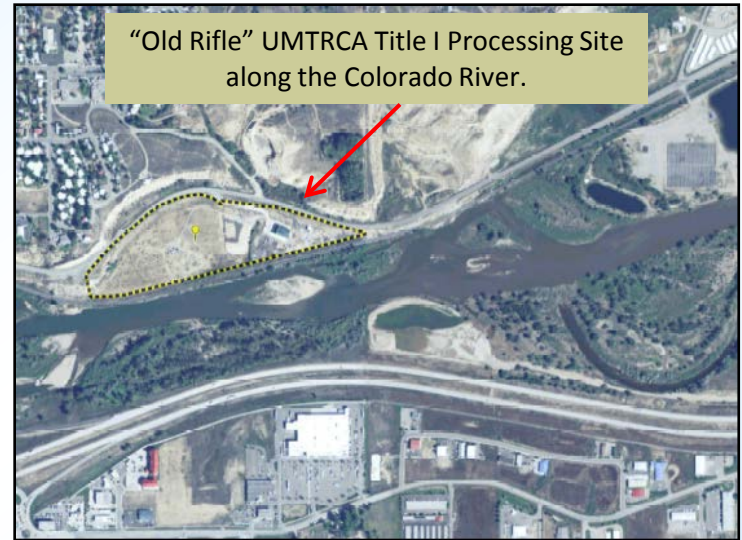 “Old Rifle” UMTRCA Title I Processing Site
along the Colorado River.